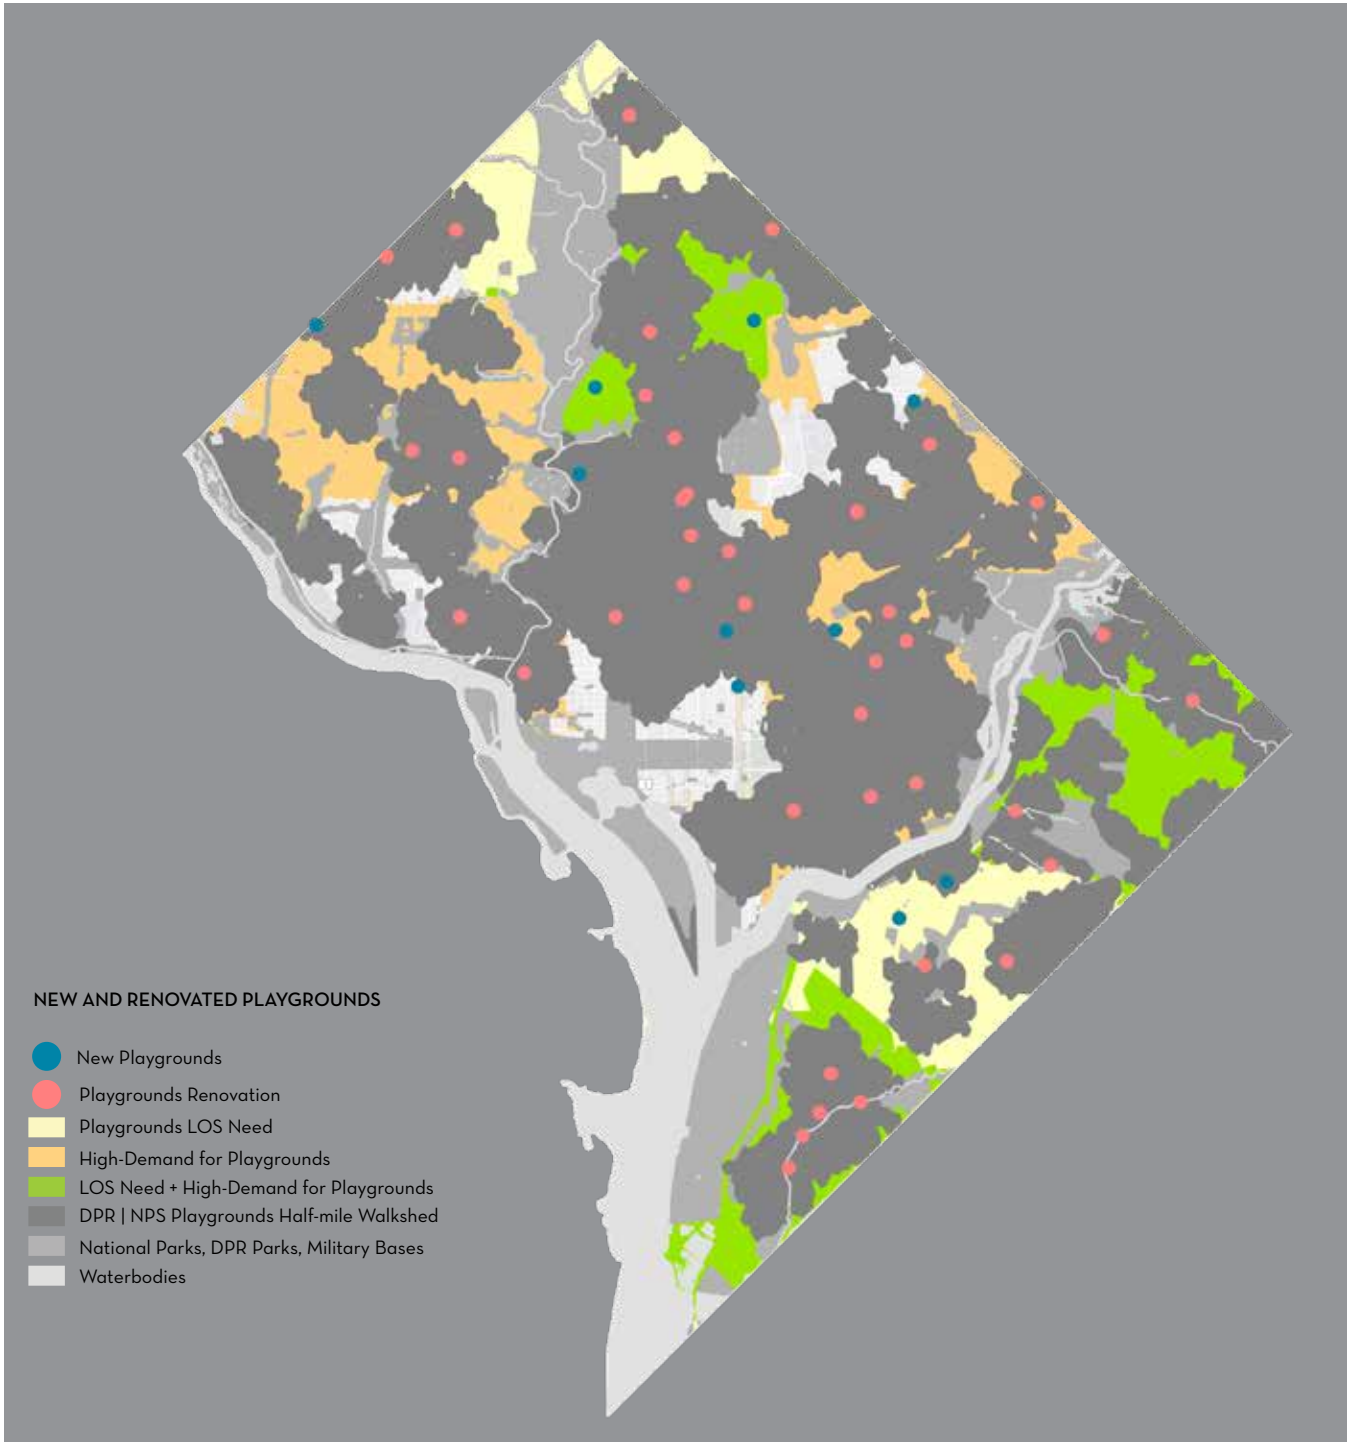 NEW AND RENOVATED PLAYGROUNDS
New Playgrounds
Playgrounds Renovation
Playgrounds LOS Need
High-Demand for Playgrounds
LOS Need + High-Demand for Playgrounds
DPR | NPS Playgrounds Half-mile Walkshed
National Parks, DPR Parks, Military Bases
Waterbodies